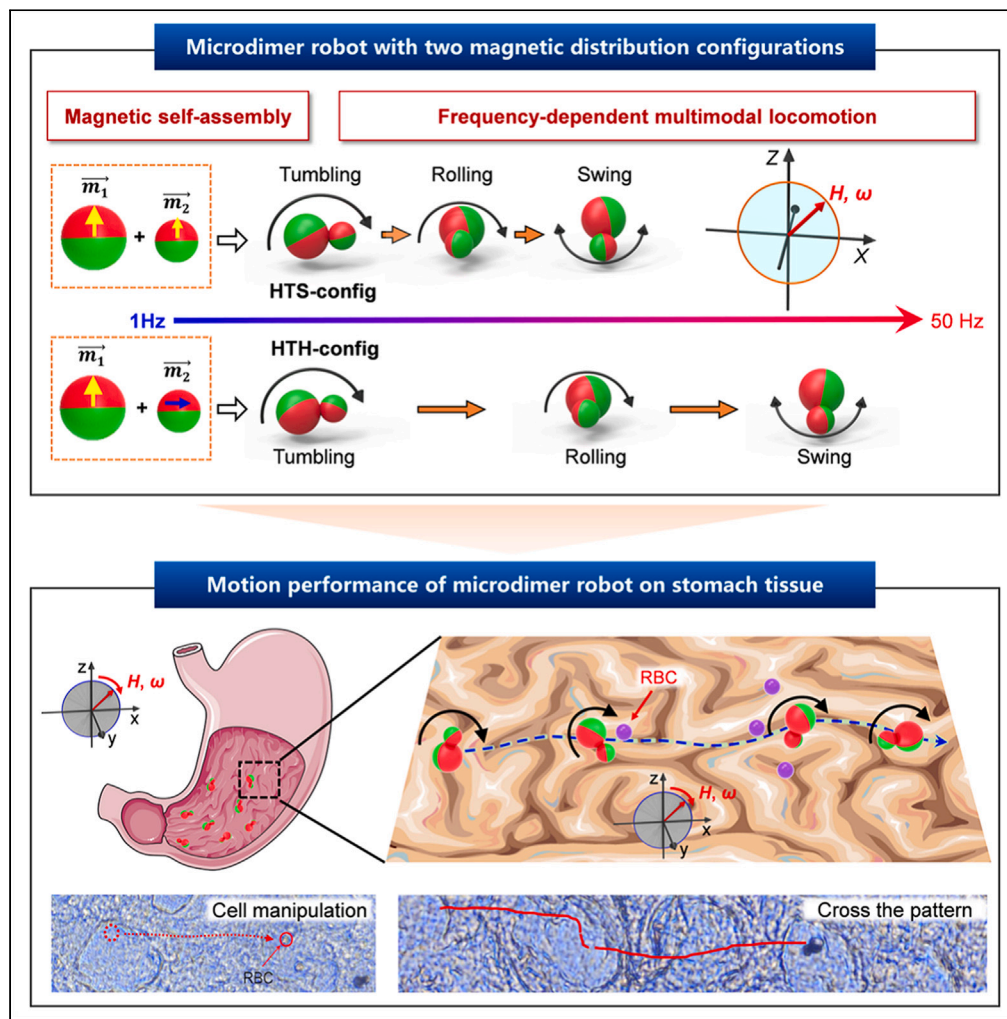 Microdimer robot with two magnetic distribution configurations
Magnetic self-assembly
Frequency-dependent multimodal locomotion
m₁
+
m₂
Tumbling
Rolling
Swing
HTS-config
Z
H, ω
X
1Hz
50 Hz
m₁
+
m₂
HTH-config
Tumbling
Rolling
Swing
Motion performance of microdimer robot on stomach tissue
z
H, ω
x
y
RBC
z
H, ω
x
y
Cell manipulation
RBC
Cross the pattern